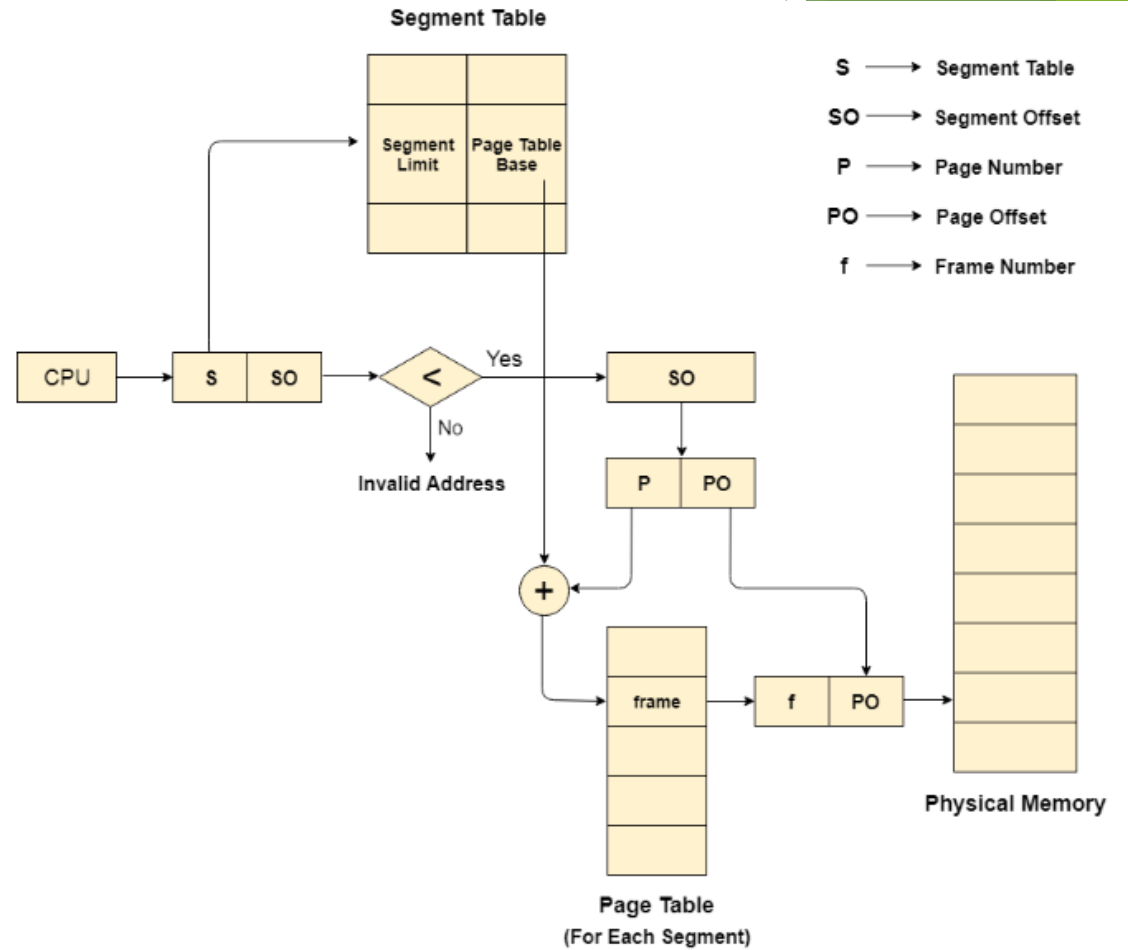 Segment Table
Segment
Limit
Page Table
Base
S → Segment Table
SO → Segment Offset
P → Page Number
PO → Page Offset
f → Frame Number
CPU
S
SO
<
Yes
No
Invalid Address
SO
P
PO
+
frame
f
PO
Page Table
(For Each Segment)
Physical Memory